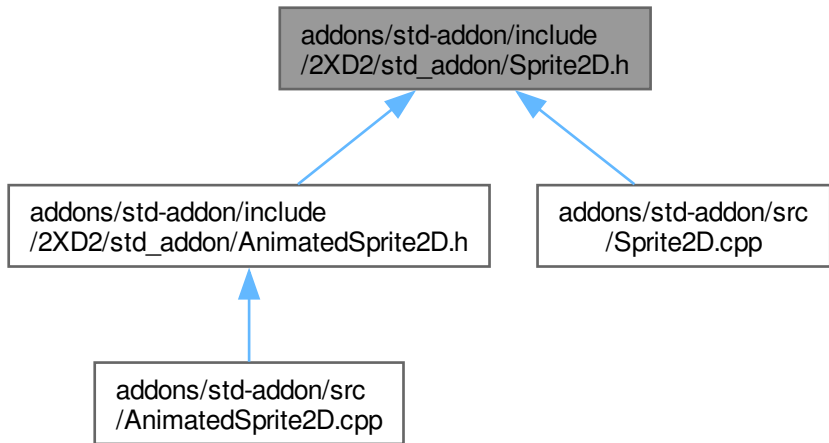 addons/std-addon/include
/2XD2/std_addon/Sprite2D.h
addons/std-addon/include
/2XD2/std_addon/AnimatedSprite2D.h
addons/std-addon/src
/Sprite2D.cpp
addons/std-addon/src
/AnimatedSprite2D.cpp